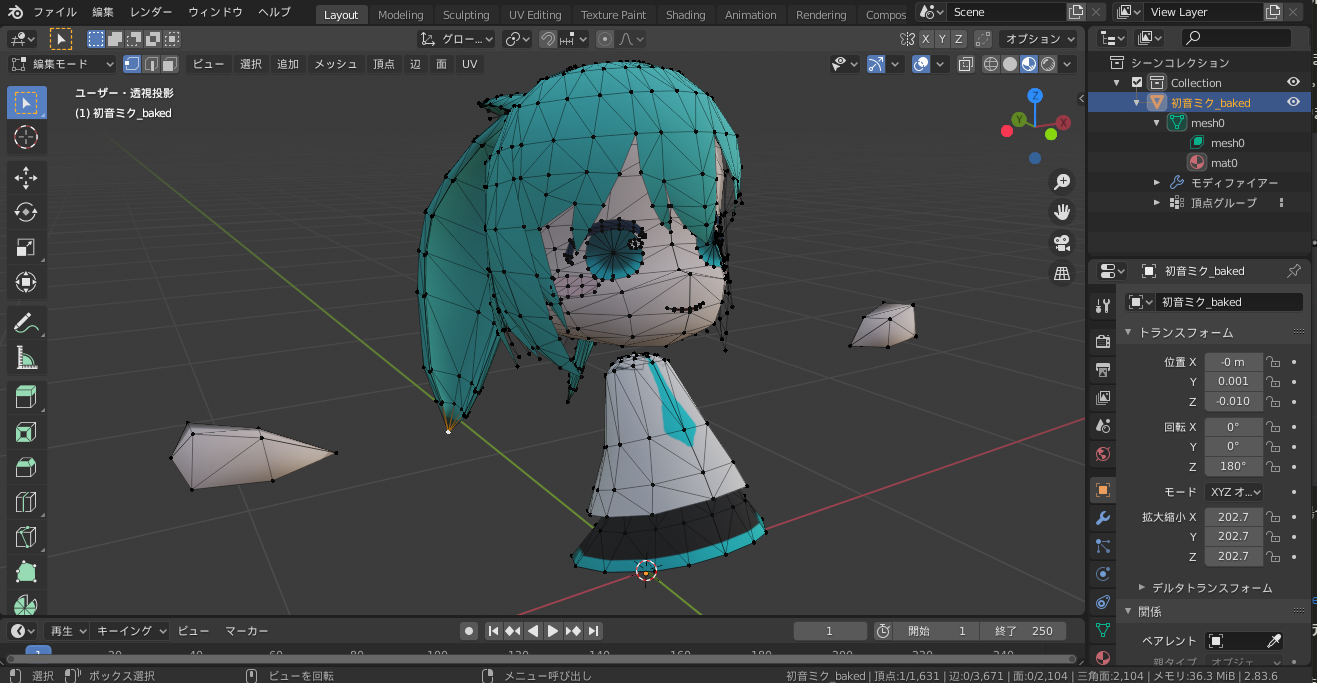 ファイル 編集 レンダー ウィンドウ ヘルプ Layout Modeling Sculpting UV Editing Texture Paint Shading Animation Rendering Compos Scene View Layer
グロー... X Y Z オプション
編集モード ビュー 選択 追加 メッシュ 頂点 辺 面 UV
ユーザー・透視投影
(1) 初音ミク_baked
Z
Y
X
シーンコレクション
Collection
初音ミク_baked
mesh0
mesh0
mat0
モディファイアー
頂点グループ
初音ミク_baked
初音ミク_baked
トランスフォーム
位置 X -0 m
Y 0.001
Z -0.010
回転 X 0°
Y 0°
Z 180°
モード XYZ オ...
拡大縮小 X 202.7
Y 202.7
Z 202.7
デルタトランスフォーム
関係
ペアレント
親タイプ オブジェ
再生 キーイング ビュー マーカー 1 開始 1 終了 250
1 20 40 60 80 100 120 140 160 180 200 220 240
選択 ボックス選択 ビューを回転 メニュー呼び出し 初音ミク_baked | 頂点:1/1,631 | 辺:0/3,671 | 面:0/2,104 | 三角面:2,104 | メモリ:36.3 MiB | 2.83.6